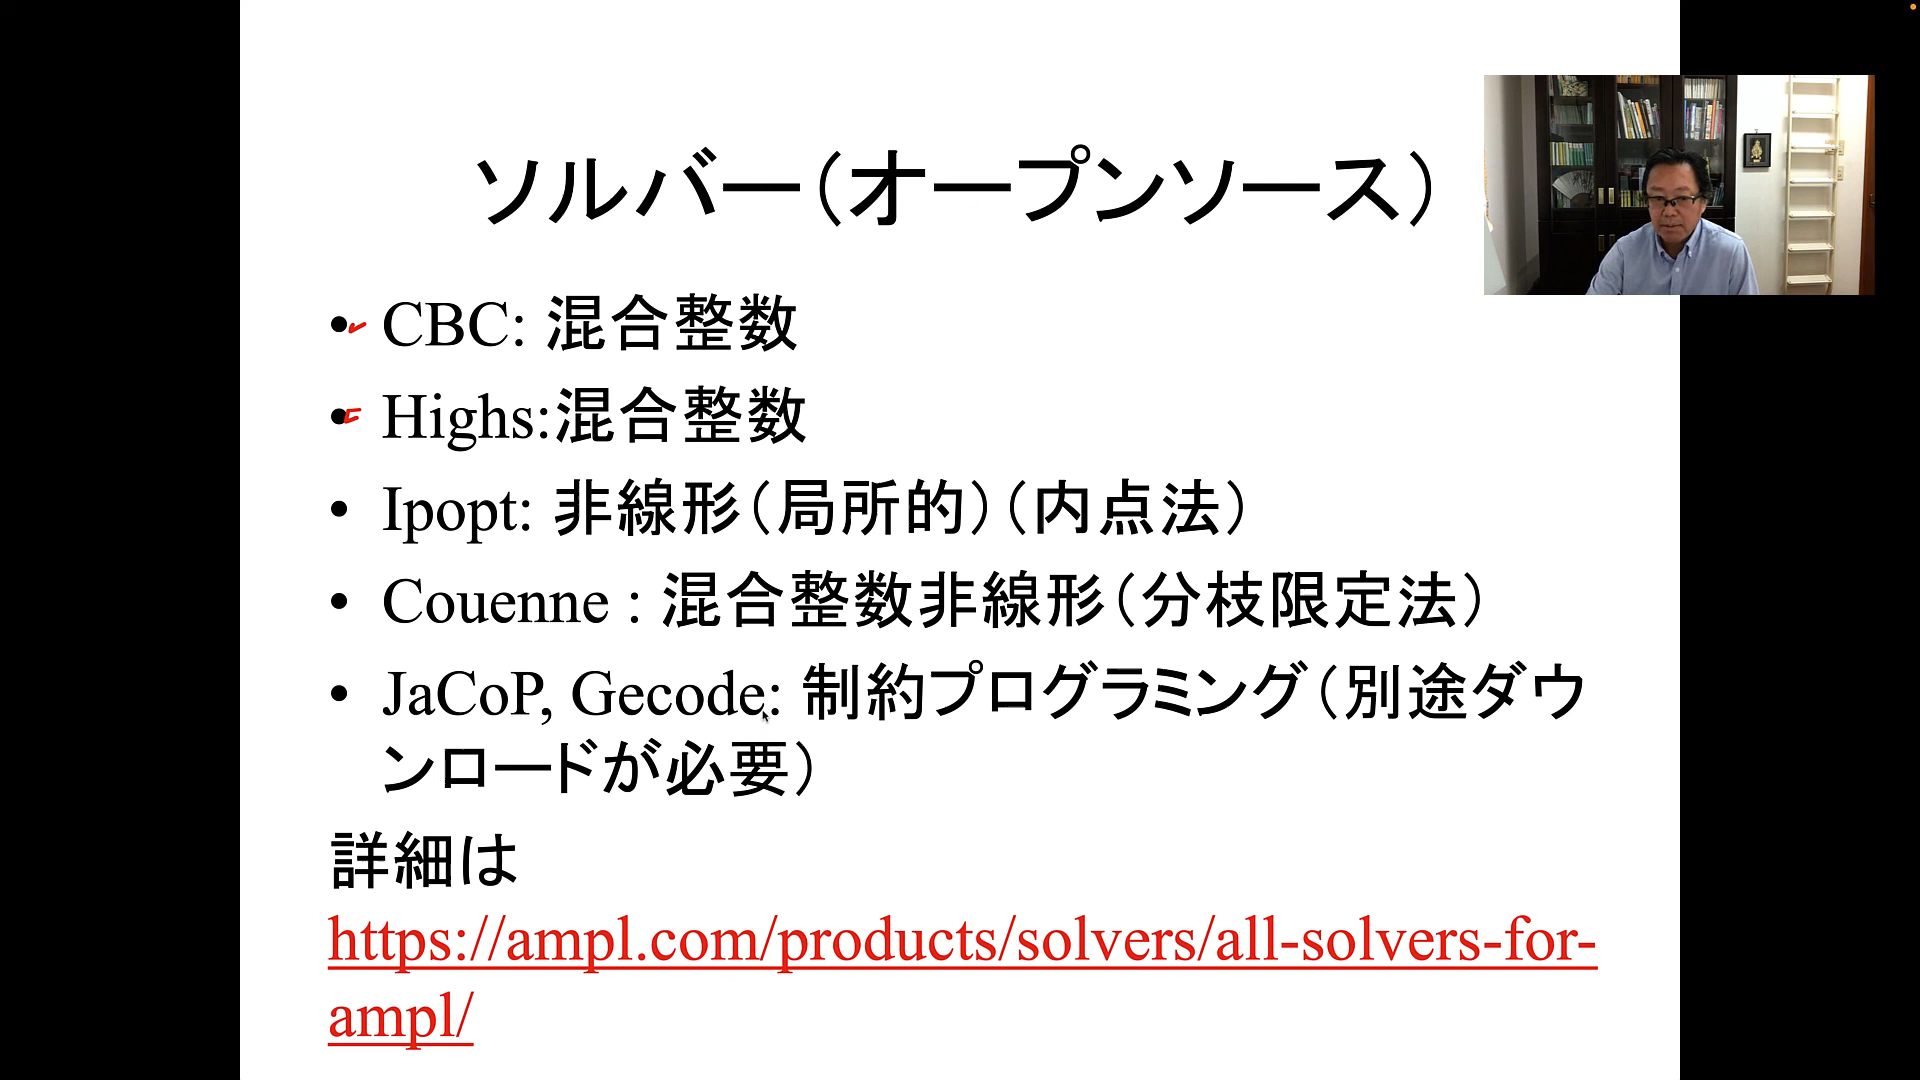 ソルバー（オープンソース）
• CBC: 混合整数
• Highs:混合整数
• Ipopt: 非線形（局所的）（内点法）
• Couenne : 混合整数非線形（分枝限定法）
• JaCoP, Gecode: 制約プログラミング（別途ダウ
ンロードが必要）
詳細は
https://ampl.com/products/solvers/all-solvers-for-
ampl/